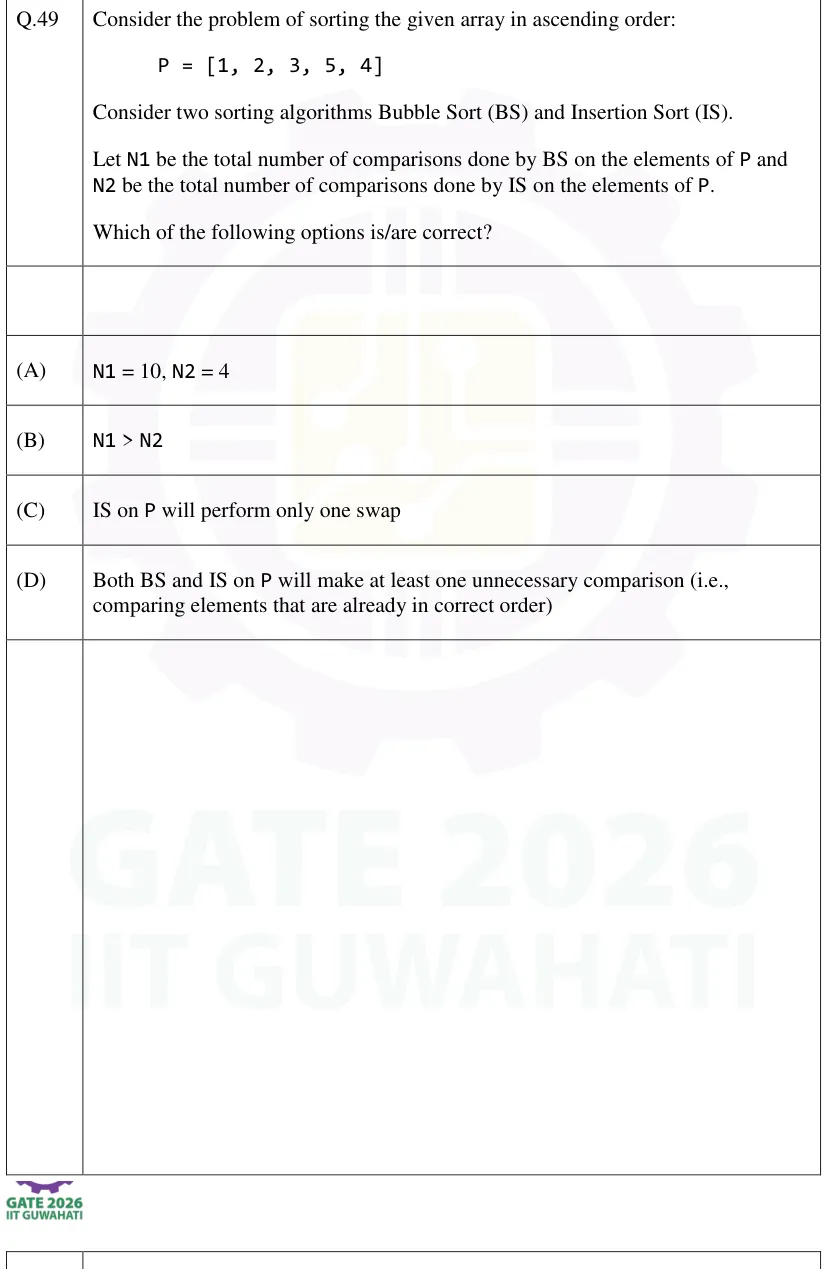 Q.49 Consider the problem of sorting the given array in ascending order:
P = [1, 2, 3, 5, 4]
Consider two sorting algorithms Bubble Sort (BS) and Insertion Sort (IS).
Let N1 be the total number of comparisons done by BS on the elements of P and
N2 be the total number of comparisons done by IS on the elements of P.
Which of the following options is/are correct?
(A) N1 = 10, N2 = 4
(B) N1 > N2
(C) IS on P will perform only one swap
(D) Both BS and IS on P will make at least one unnecessary comparison (i.e.,
comparing elements that are already in correct order)
GATE 2026
IIT GUWAHATI
GATE 2026
IIT GUWAHATI